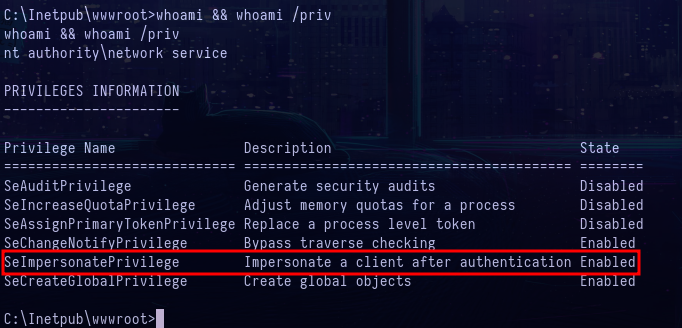 C:\Inetpub\wwwroot>whoami && whoami /priv
whoami && whoami /priv
nt authority\network service
PRIVILEGES INFORMATION
----------------------
Privilege Name                Description                               State
============================= ========================================= ========
SeAuditPrivilege              Generate security audits                  Disabled
SeIncreaseQuotaPrivilege      Adjust memory quotas for a process        Disabled
SeAssignPrimaryTokenPrivilege Replace a process level token             Disabled
SeChangeNotifyPrivilege       Bypass traverse checking                  Enabled
SeImpersonatePrivilege        Impersonate a client after authentication Enabled
SeCreateGlobalPrivilege       Create global objects                     Enabled
C:\Inetpub\wwwroot>